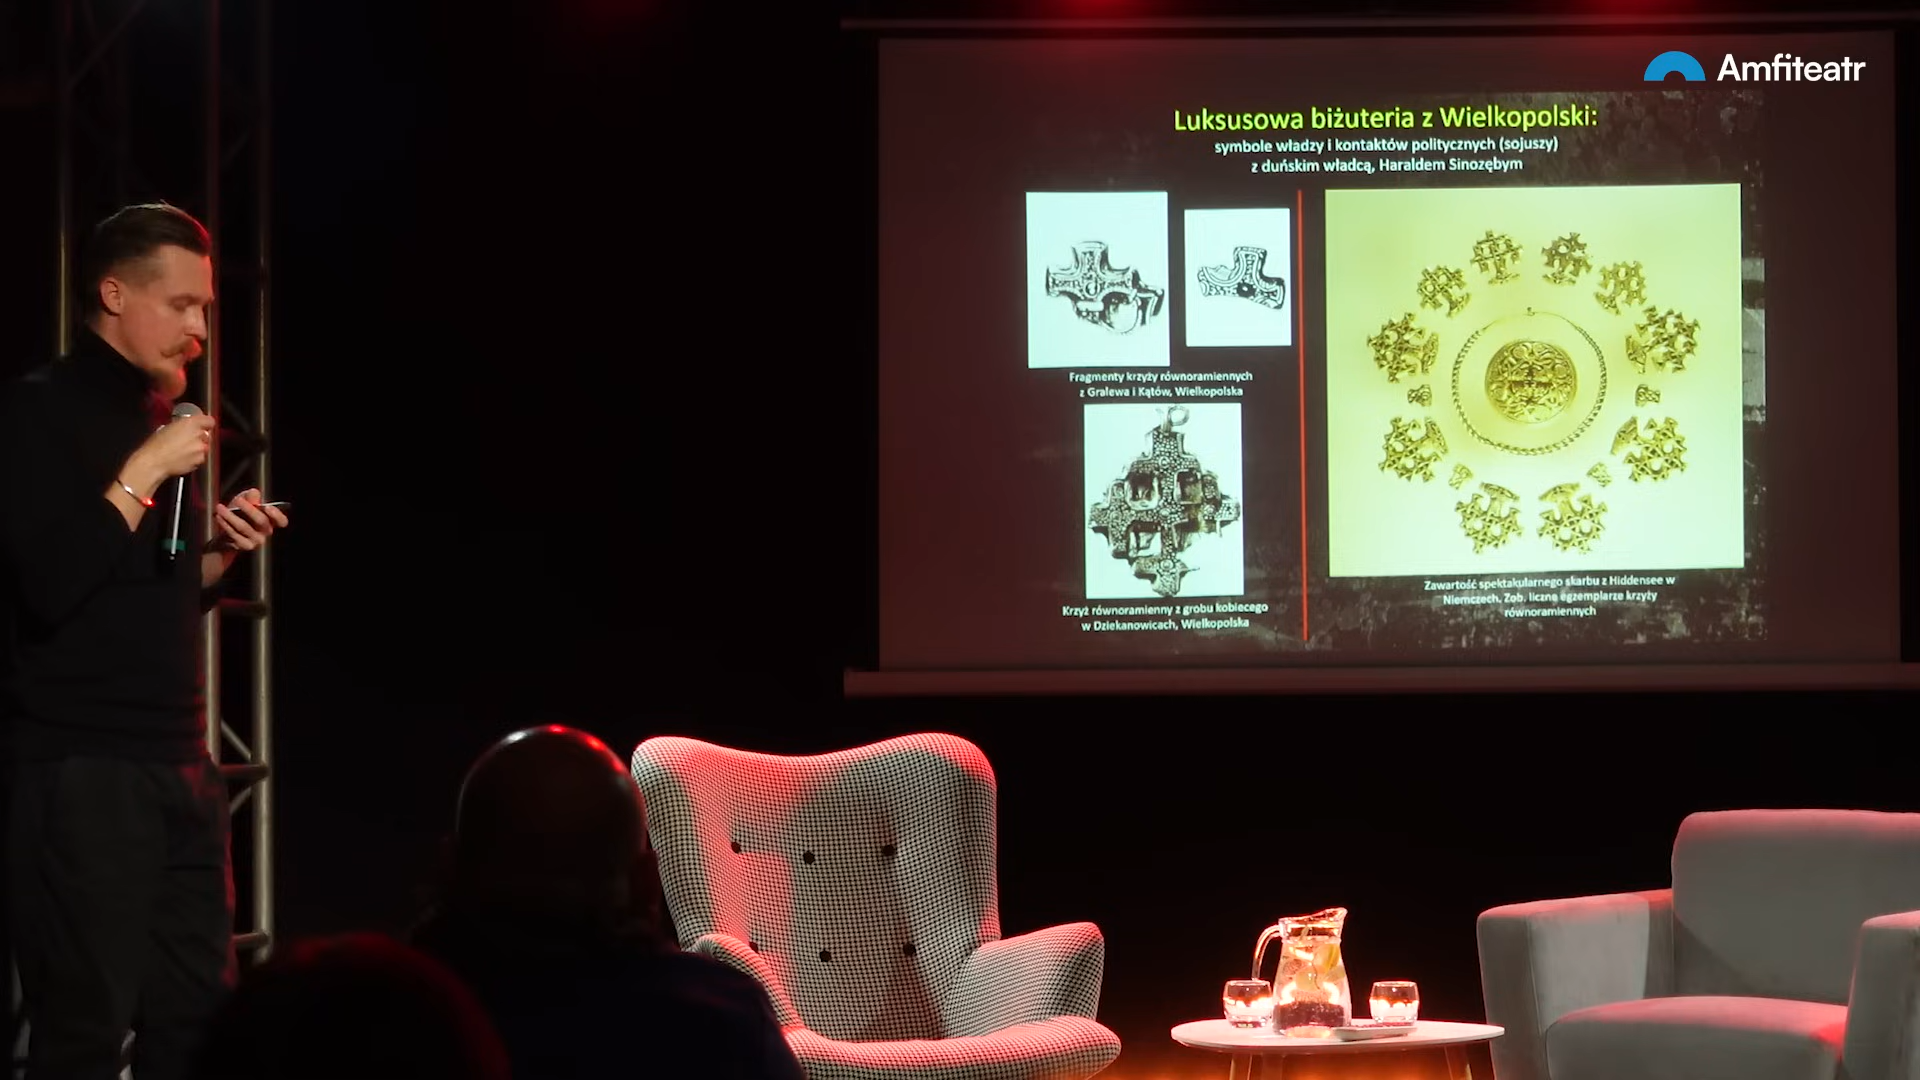 Amfiteatr
Luksusowa biżuteria z Wielkopolski:
symbole władzy i kontaktów politycznych (sojuszy)
z duńskim władcą, Haraldem Sinozębym
Fragmenty krzyży równoramiennych
z Gralewa i Kątów, Wielkopolska
Krzyż równoramienny z grobu kobiecego
w Dziekanowicach, Wielkopolska
Zawartość spektakularnego skarbu z Hiddensee w
Niemczech. Zob. liczne egzemplarze krzyży
równoramiennych